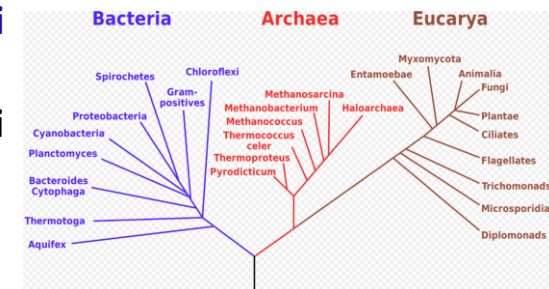 Bacteria
Archaea
Eucarya
Spirochetes
Chloroflexi
Gram-
positives
Proteobacteria
Cyanobacteria
Planctomyces
Bacteroides
Cytophaga
Thermotoga
Aquifex
Methanosarcina
Methanobacterium
Haloarchaea
Methanococcus
Thermococcus
celer
Thermoproteus
Pyrodicticum
Myxomycota
Entamoebae
Animalia
Fungi
Plantae
Ciliates
Flagellates
Trichomonads
Microsporidia
Diplomonads
i
i